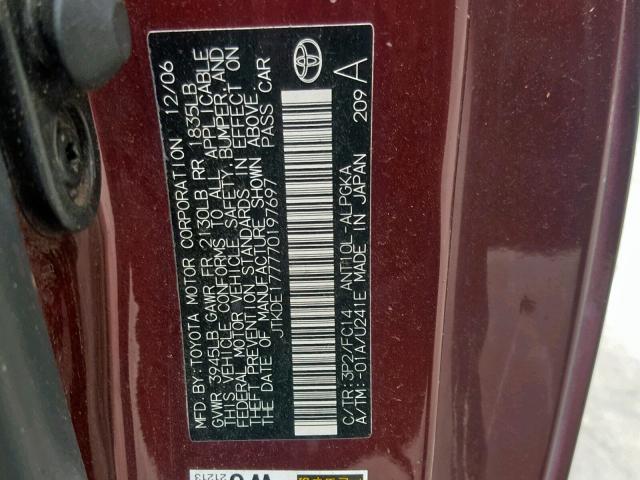 MFD.BY:TOYOTA MOTOR CORPORATION 12/06
GVWR 3945LB GAWR FR 2130LB RR 1835LB
THIS VEHICLE CONFORMS TO ALL APPLICABLE
FEDERAL MOTOR VEHICLE SAFETY,BUMPER,AND
THEFT PREVENTION STANDARDS IN EFFECT ON
THE DATE OF MANUFACTURE SHOWN ABOVE.
JTKDE177770197697 PASS CAR
C/TR:3P2/FC14 ANT10L-ALPGKA
A/TM:-01A/U241E MADE IN JAPAN 209 A
21213